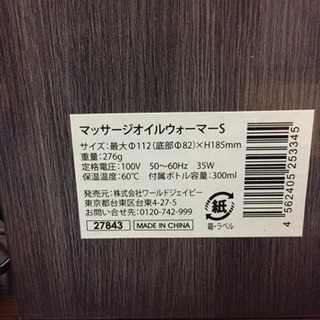 マッサージオイルウォーマーS
サイズ:最大Φ112(底部Φ82)×H185mm
重量:276g
定格電圧:100V 50〜60Hz 35W
保温温度:60℃ 付属ボトル容量:300ml
発売元:株式会社ワールドジェイビー
東京都台東区台東4-27-5
お問い合せ先:0120-742-999
27843 MADE IN CHINA
紙
箱・ラベル
4 562405 253345